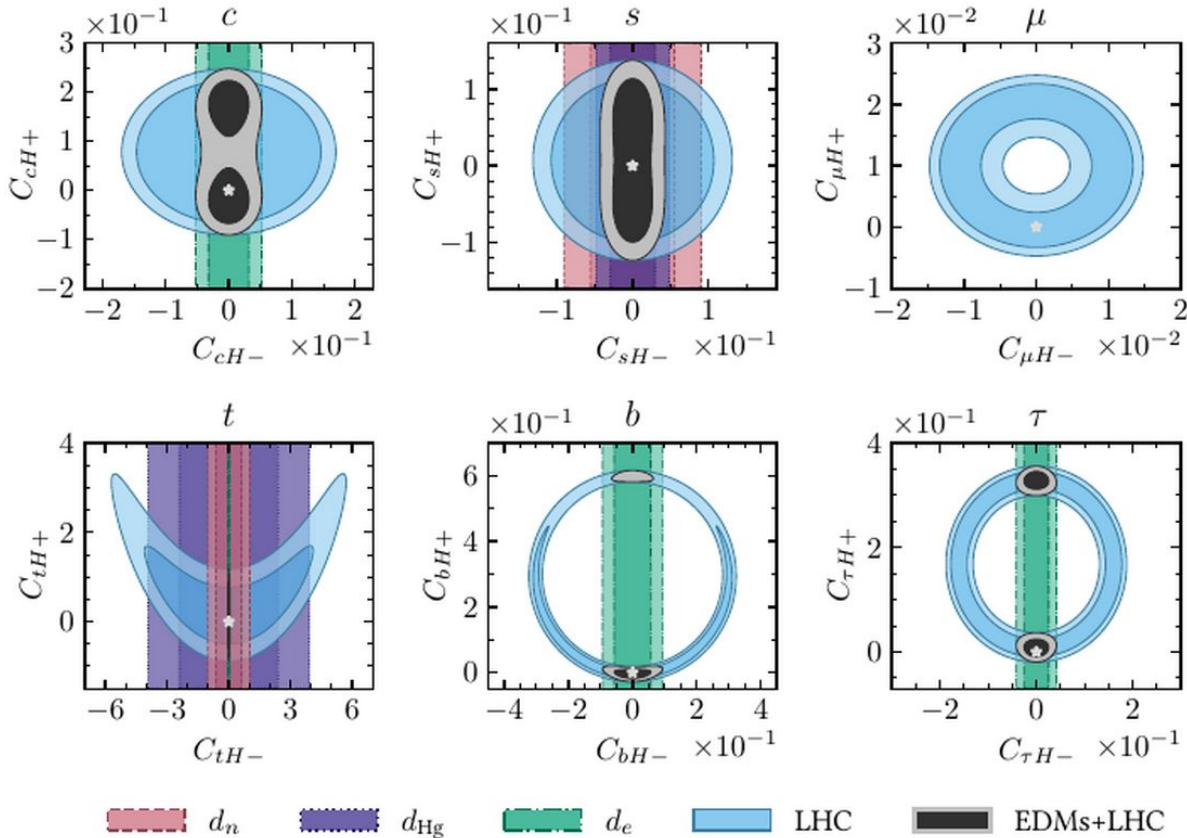 ×10⁻¹ c
3
2
1
0
−1
−2
C_{cH+}
−2 −1 0 1 2
C_{cH−} ×10⁻¹
×10⁻¹ s
1
0
−1
C_{sH+}
−1 0 1
C_{sH−} ×10⁻¹
×10⁻² μ
3
2
1
0
−1
C_{μH+}
−2 −1 0 1 2
C_{μH−} ×10⁻²
t
4
2
0
C_{tH+}
−6 −3 0 3 6
C_{tH−}
×10⁻¹ b
6
4
2
0
C_{bH+}
−4 −2 0 2 4
C_{bH−} ×10⁻¹
×10⁻¹ τ
4
2
0
C_{τH+}
−2 0 2
C_{τH−} ×10⁻¹
d_n d_{Hg} d_e LHC EDMs+LHC